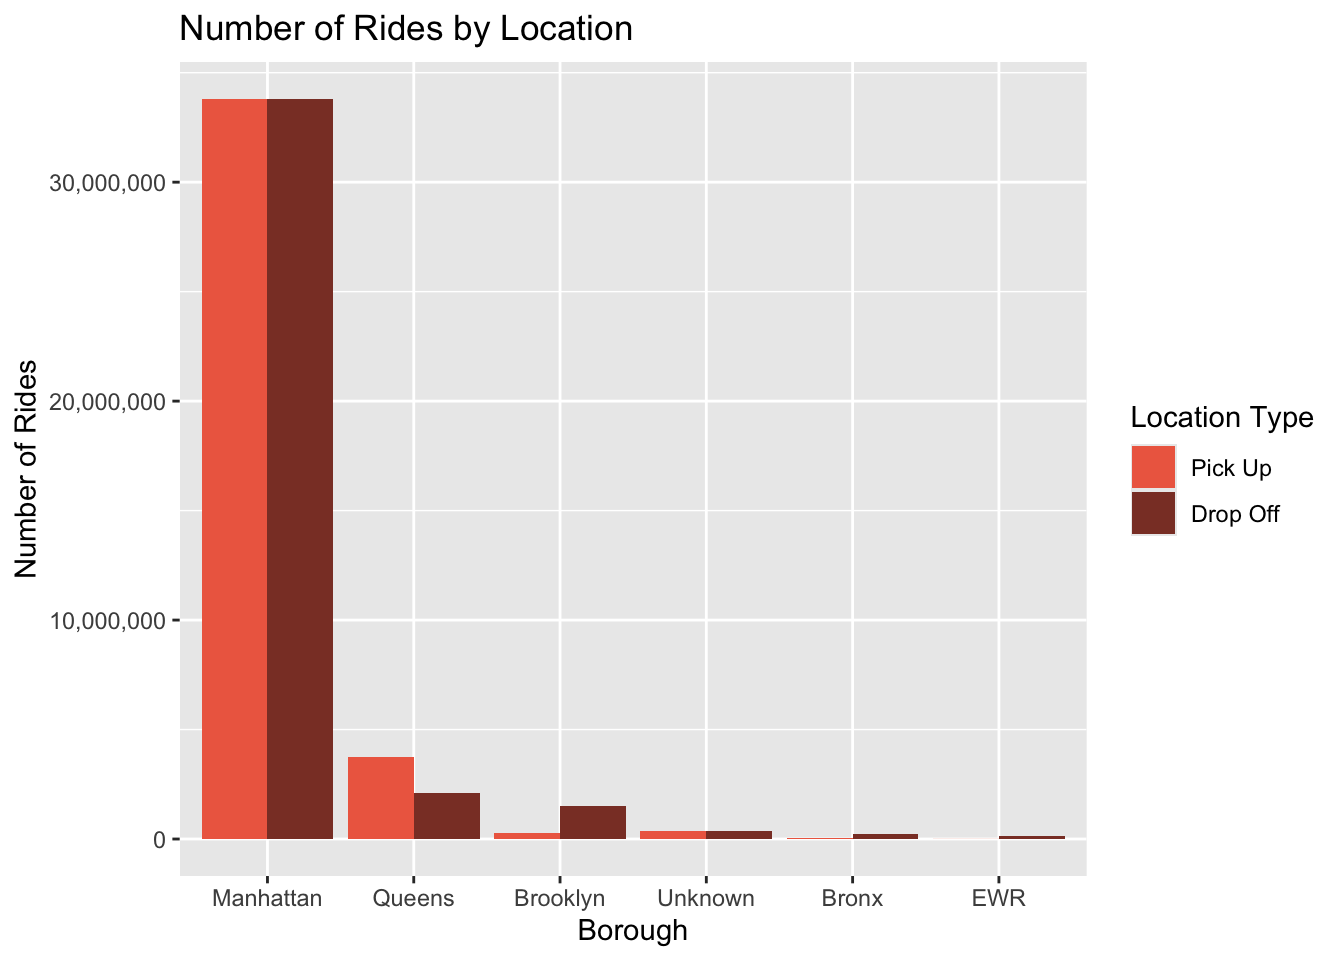 Number of Rides by Location
Number of Rides
30,000,000
20,000,000
10,000,000
0
Manhattan Queens Brooklyn Unknown Bronx EWR
Borough
Location Type
Pick Up
Drop Off